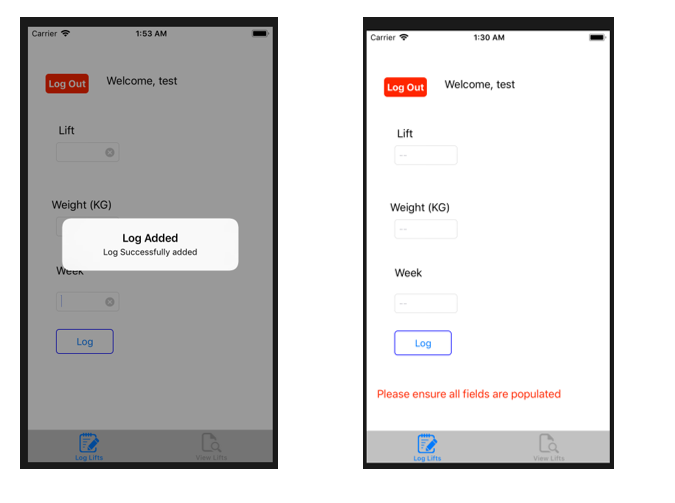 Carrier
1:53 AM
Log Out
Welcome, test
Lift
Weight (KG)
Log Added
Log Successfully added
Week
Log
Log Lifts
View Lifts
Carrier
1:30 AM
Log Out
Welcome, test
Lift
Weight (KG)
Week
Log
Please ensure all fields are populated
Log Lifts
View Lifts